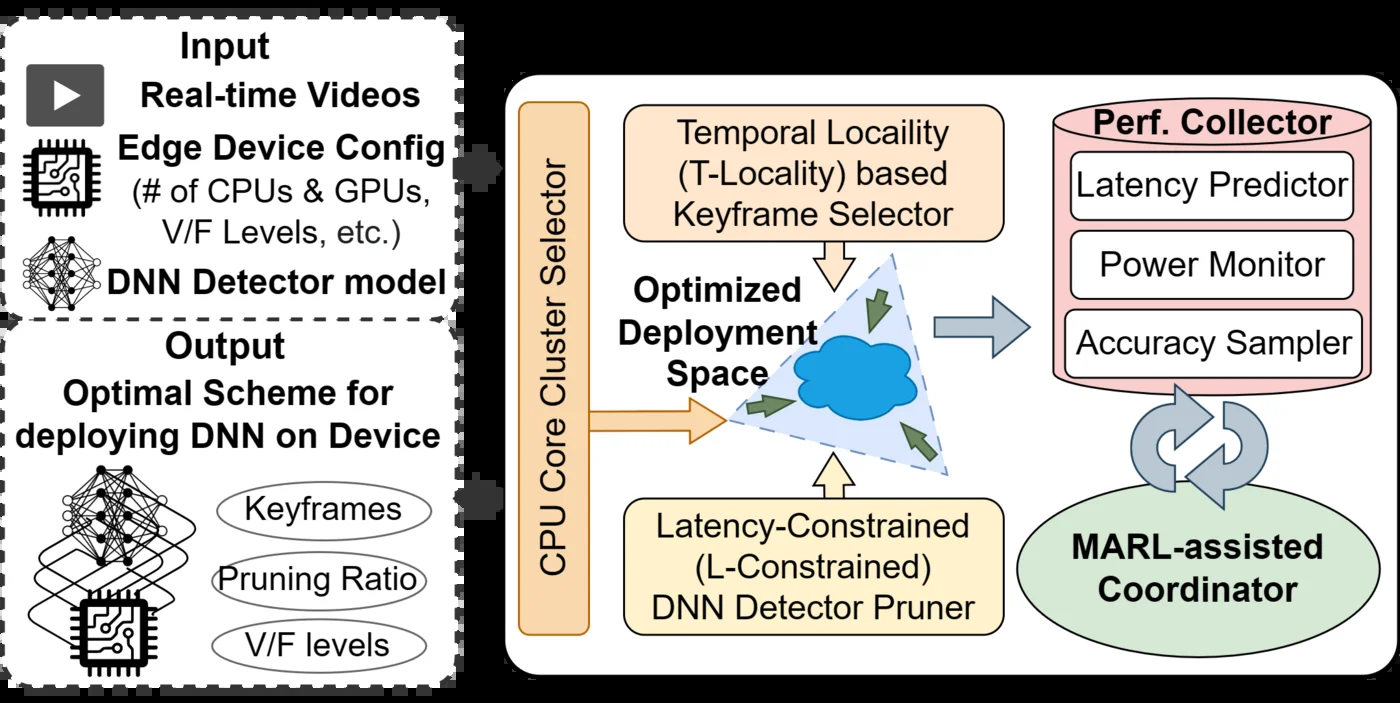 Input
Real-time Videos
Edge Device Config
(# of CPUs & GPUs,
V/F Levels, etc.)
DNN Detector model
Output
Optimal Scheme for
deploying DNN on Device
Keyframes
Pruning Ratio
V/F levels
CPU Core Cluster Selector
Temporal Locaility
(T-Locality) based
Keyframe Selector
Optimized
Deployment
Space
Latency-Constrained
(L-Constrained)
DNN Detector Pruner
Perf. Collector
Latency Predictor
Power Monitor
Accuracy Sampler
MARL-assisted
Coordinator